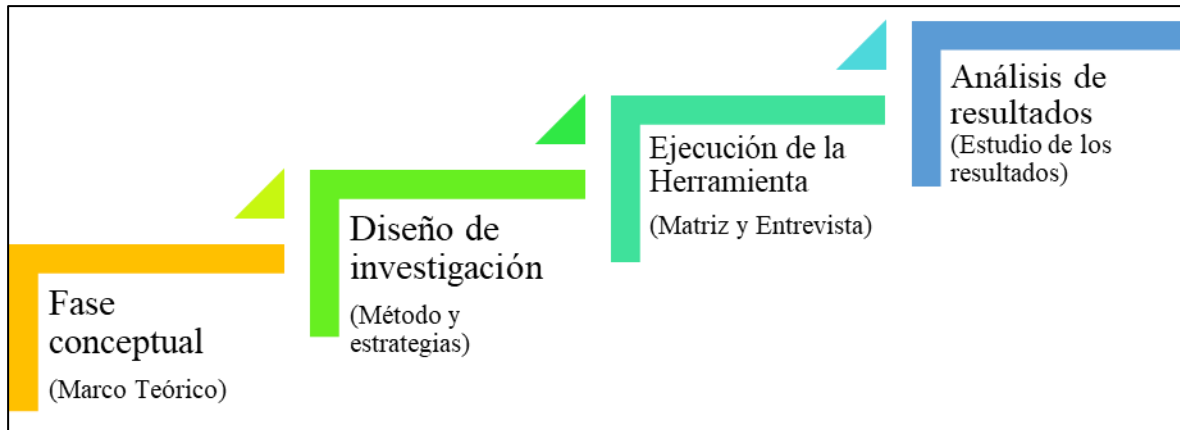 Fase
conceptual
(Marco Teórico)
Diseño de
investigación
(Método y
estrategias)
Ejecución de la
Herramienta
(Matriz y Entrevista)
Análisis de
resultados
(Estudio de los
resultados)